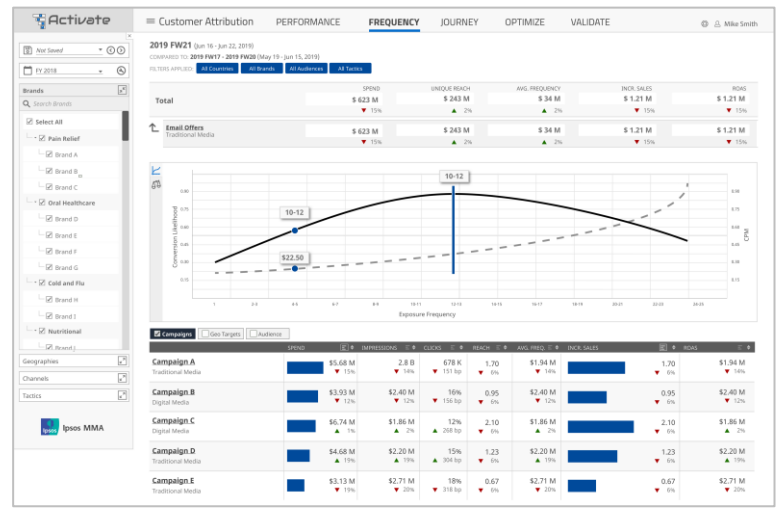 Activate
Customer Attribution PERFORMANCE FREQUENCY JOURNEY OPTIMIZE VALIDATE Mike Smith
Not Saved
FY 2018
Brands
Search Brands
Select All
Pain Relief
Brand A
Brand B
Brand C
Oral Healthcare
Brand D
Brand E
Brand F
Brand G
Cold and Flu
Brand H
Brand I
Nutritional
Brand J
Geographies
Channels
Tactics
Ipsos
Ipsos MMA
2019 FW21 (Jun 16 - Jun 22, 2019)
COMPARED TO: 2019 FW17 - 2019 FW20 (May 19 - Jun 15, 2019)
FILTERS APPLIED: All Countries All Brands All Audiences All Tactics
SPEND UNIQUE REACH AVG. FREQUENCY INCR. SALES ROAS
Total $ 623 M $ 243 M $ 34 M $ 1.21 M $ 1.21 M
15% 2% 2% 15% 15%
Email Offers $ 623 M $ 243 M $ 34 M $ 1.21 M $ 1.21 M
Traditional Media 15% 2% 2% 15% 15%
10-12
10-12
$22.50
Conversion Likelihood
CPM
Exposure Frequency
Campaigns Geo Targets Audience
SPEND IMPRESSIONS CLICKS REACH AVG. FREQ. INCR. SALES ROAS
Campaign A $5.68 M 2.8 B 678 K 1.70 $1.94 M 1.70 $1.94 M
Traditional Media 15% 14% 151 bp 6% 14% 6% 14%
Campaign B $3.93 M $2.40 M 16% 0.95 $2.40 M 0.95 $2.40 M
Digital Media 12% 12% 156 bp 6% 12% 6% 12%
Campaign C $6.74 M $1.86 M 12% 2.10 $1.86 M 2.10 $1.86 M
Digital Media 1% 2% 268 bp 6% 2% 6% 2%
Campaign D $4.68 M $2.20 M 15% 1.23 $2.20 M 1.23 $2.20 M
Traditional Media 19% 19% 304 bp 6% 19% 6% 19%
Campaign E $3.13 M $2.71 M 18% 0.67 $2.71 M 0.67 $2.71 M
Traditional Media 19% 20% 318 bp 6% 20% 6% 20%